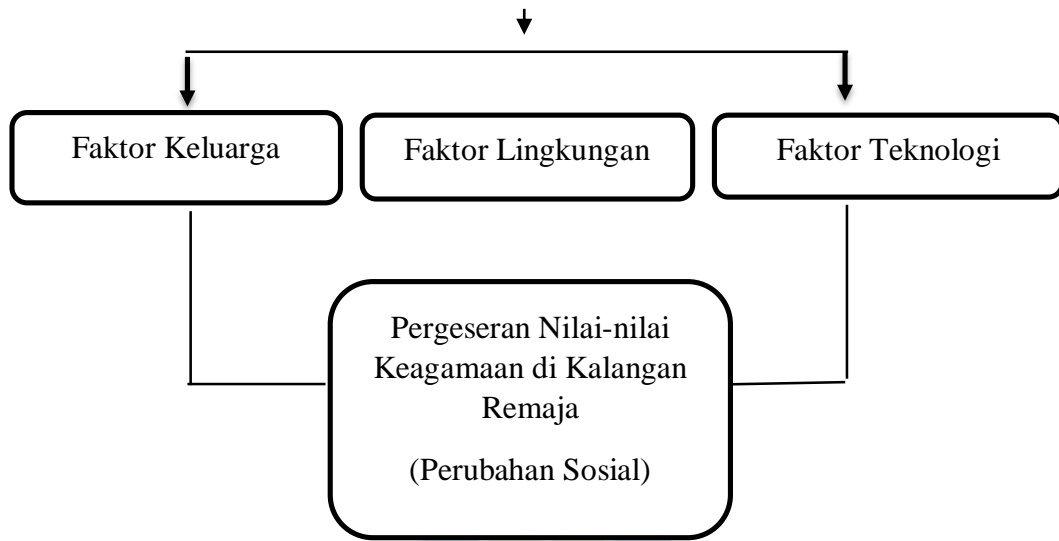 Faktor Keluarga
Faktor Lingkungan
Faktor Teknologi
Pergeseran Nilai-nilai
Keagamaan di Kalangan
Remaja
(Perubahan Sosial)